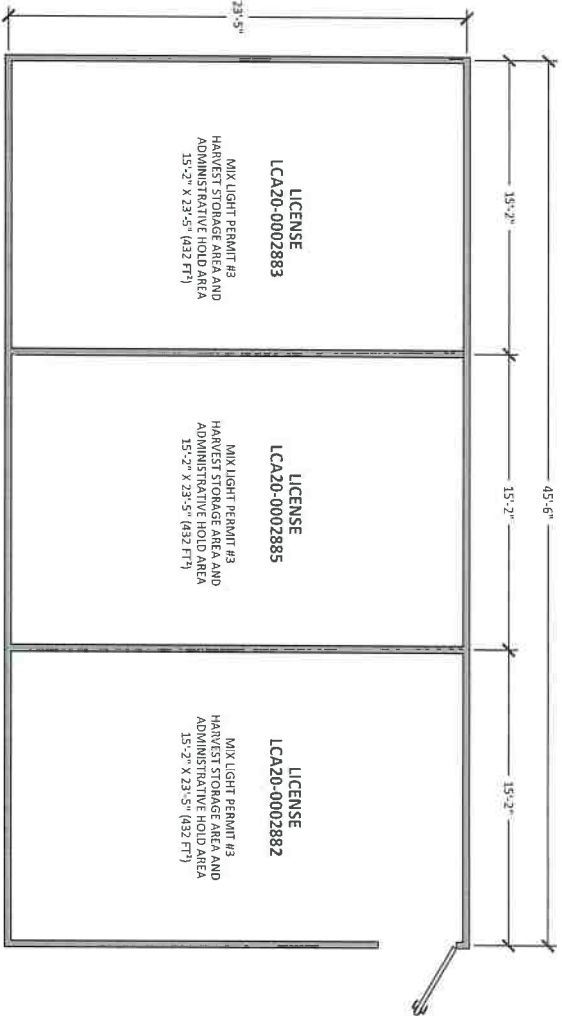 45'-6"
15'-2"
15'-2"
15'-2"
23'-5"
LICENSE
LCA20-0002883
MIX LIGHT PERMIT #3
HARVEST STORAGE AREA AND
ADMINISTRATIVE HOLD AREA
15'-2" X 23'-5" (432 FT²)
LICENSE
LCA20-0002885
MIX LIGHT PERMIT #3
HARVEST STORAGE AREA AND
ADMINISTRATIVE HOLD AREA
15'-2" X 23'-5" (432 FT²)
LICENSE
LCA20-0002882
MIX LIGHT PERMIT #3
HARVEST STORAGE AREA AND
ADMINISTRATIVE HOLD AREA
15'-2" X 23'-5" (432 FT²)